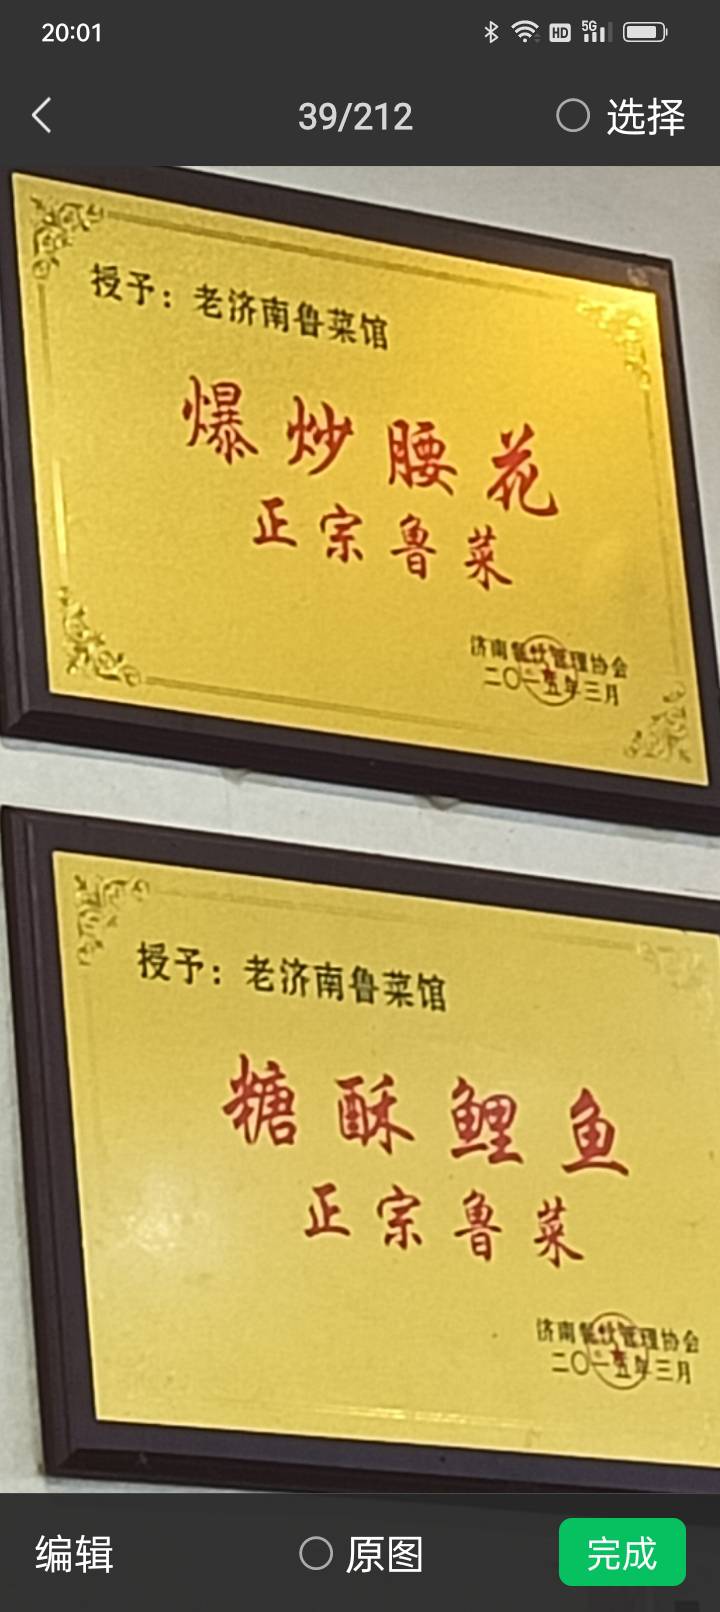 20:01
HD 5G
39/212
选择
授予：老济南鲁菜馆
爆炒腰花
正宗鲁菜
济南餐饮管理协会
二〇一五年三月
授予：老济南鲁菜馆
糖酥鲤鱼
正宗鲁菜
济南餐饮管理协会
二〇一五年三月
编辑
原图
完成